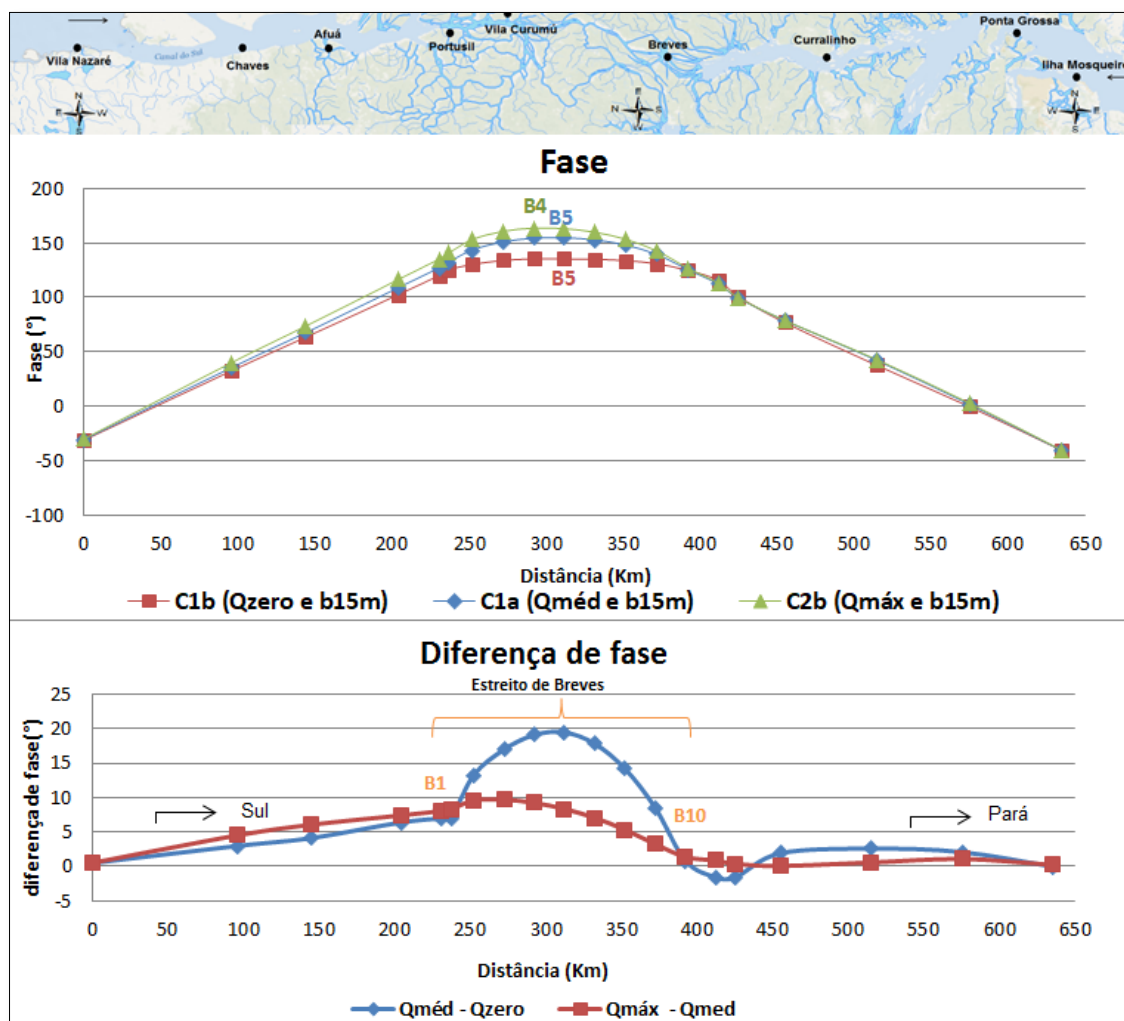 Vila Nazaré
Canal do Sul
Chaves
Afuá
Portusil
Vila Curumú
Breves
Curralinho
Ponta Grossa
Ilha Mosqueiro
N
E W
S
E
N S
W
N
W E
S
Fase
200
150
100
50
0
-50
-100
Fase (°)
B4
B5
B5
0 50 100 150 200 250 300 350 400 450 500 550 600 650
Distância (Km)
C1b (Qzero e b15m) C1a (Qméd e b15m) C2b (Qmáx e b15m)
Diferença de fase
Estreito de Breves
25
20
15
10
5
0
-5
diferença de fase(°)
B1
B10
Sul
Pará
0 50 100 150 200 250 300 350 400 450 500 550 600 650
Distância (Km)
Qméd - Qzero Qmáx - Qmed